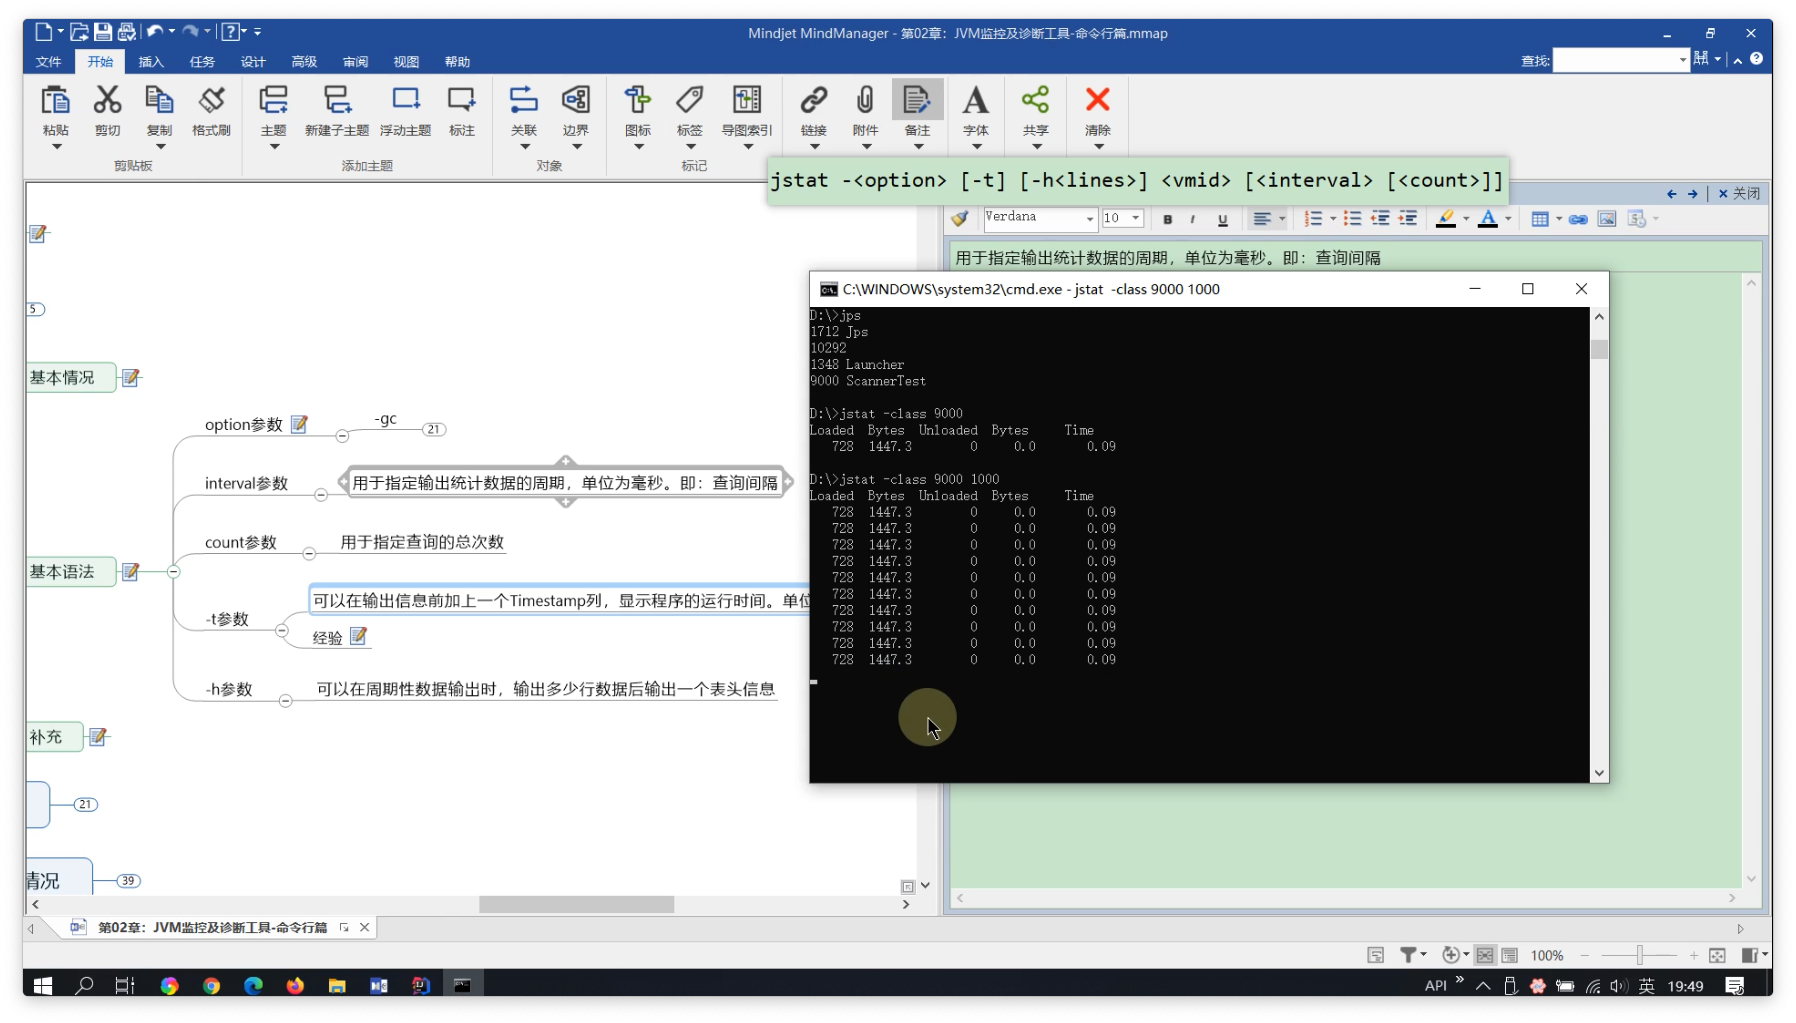 Mindjet MindManager - 第02章：JVM监控及诊断工具-命令行篇.mmap
文件 开始 插入 任务 设计 高级 审阅 视图 帮助 查找:
粘贴 剪切 复制 格式刷 主题 新建子主题 浮动主题 标注 关联 边界 图标 标签 导图索引 链接 附件 备注 字体 共享 清除
剪贴板 添加主题 对象 标记
jstat -<option> [-t] [-h<lines>] <vmid> [<interval> [<count>]]
关闭
Verdana 10 B I U
用于指定输出统计数据的周期，单位为毫秒。即：查询间隔
5
基本情况
option参数 -gc 21
interval参数 用于指定输出统计数据的周期，单位为毫秒。即：查询间隔
count参数 用于指定查询的总次数
基本语法
可以在输出信息前加上一个Timestamp列，显示程序的运行时间。单位
-t参数
经验
-h参数 可以在周期性数据输出时，输出多少行数据后输出一个表头信息
补充
21
情况 39
C:\WINDOWS\system32\cmd.exe - jstat -class 9000 1000
D:\>jps
1712 Jps
10292
1348 Launcher
9000 ScannerTest
D:\>jstat -class 9000
Loaded Bytes Unloaded Bytes Time
728 1447.3 0 0.0 0.09
D:\>jstat -class 9000 1000
Loaded Bytes Unloaded Bytes Time
728 1447.3 0 0.0 0.09
728 1447.3 0 0.0 0.09
728 1447.3 0 0.0 0.09
728 1447.3 0 0.0 0.09
728 1447.3 0 0.0 0.09
728 1447.3 0 0.0 0.09
728 1447.3 0 0.0 0.09
728 1447.3 0 0.0 0.09
728 1447.3 0 0.0 0.09
728 1447.3 0 0.0 0.09
第02章：JVM监控及诊断工具-命令行篇
100%
API 英 19:49